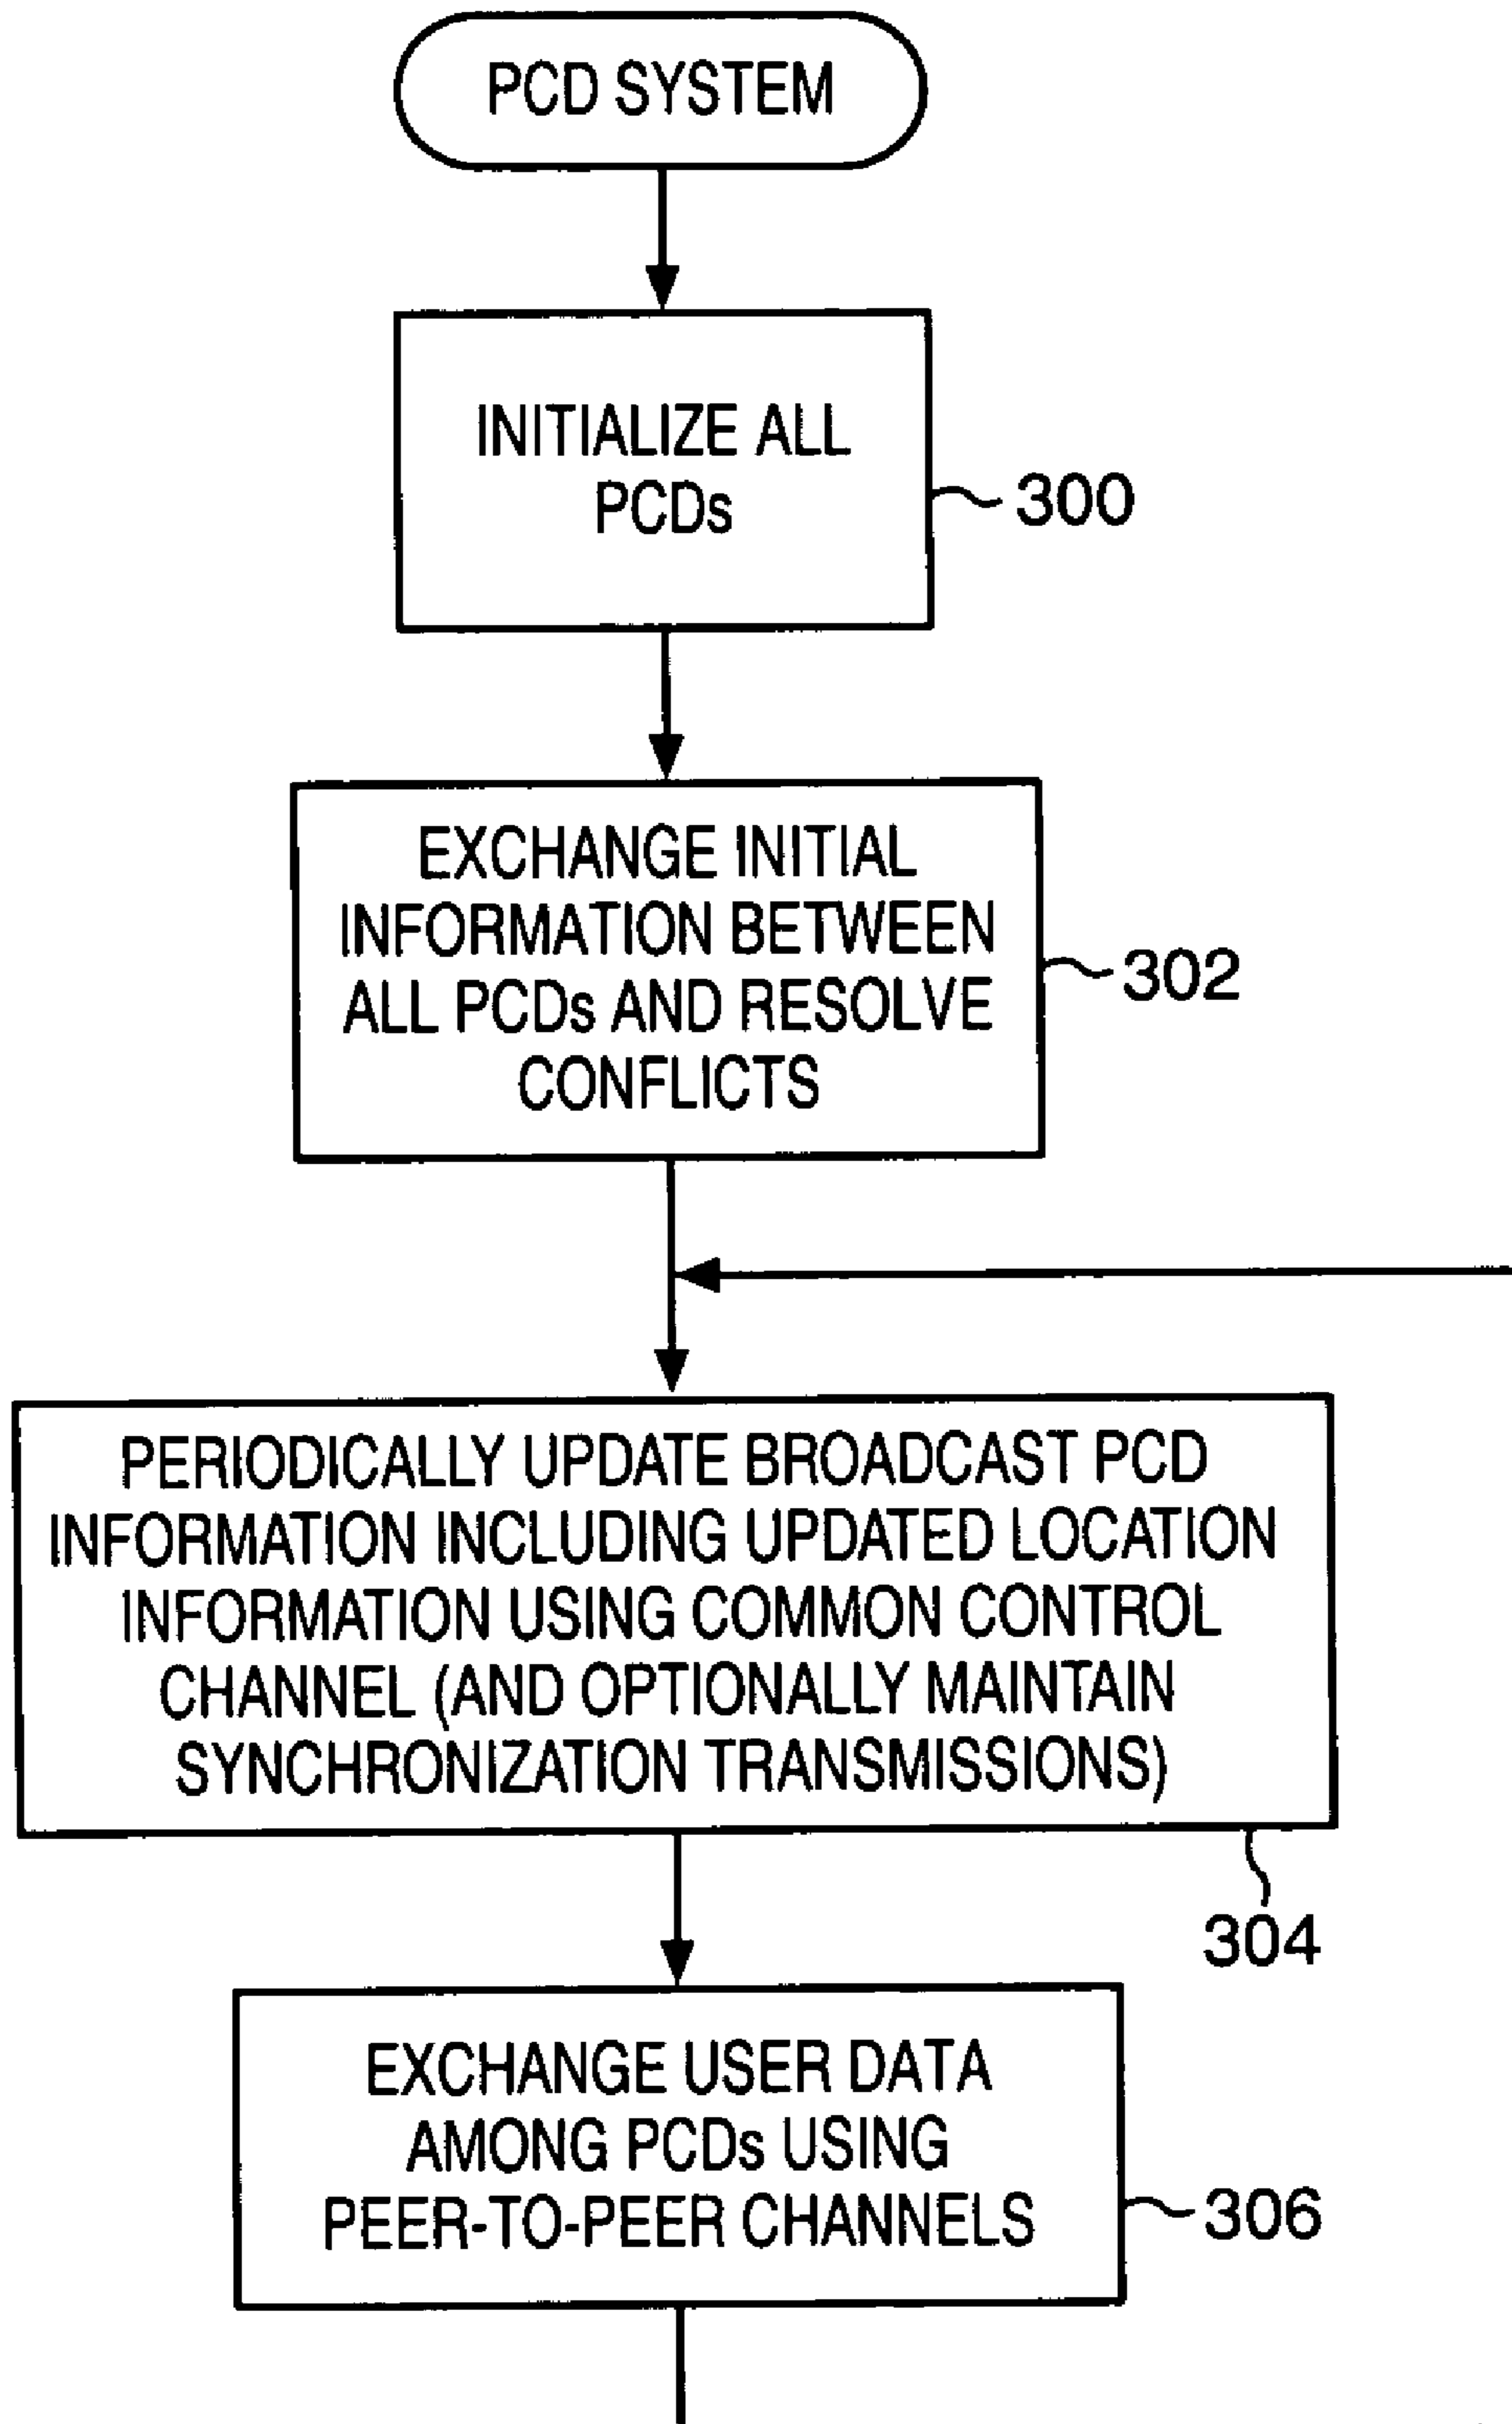 PCD SYSTEM
INITIALIZE ALL
PCDs
300
EXCHANGE INITIAL
INFORMATION BETWEEN
ALL PCDs AND RESOLVE
CONFLICTS
302
PERIODICALLY UPDATE BROADCAST PCD
INFORMATION INCLUDING UPDATED LOCATION
INFORMATION USING COMMON CONTROL
CHANNEL (AND OPTIONALLY MAINTAIN
SYNCHRONIZATION TRANSMISSIONS)
304
EXCHANGE USER DATA
AMONG PCDs USING
PEER-TO-PEER CHANNELS
306